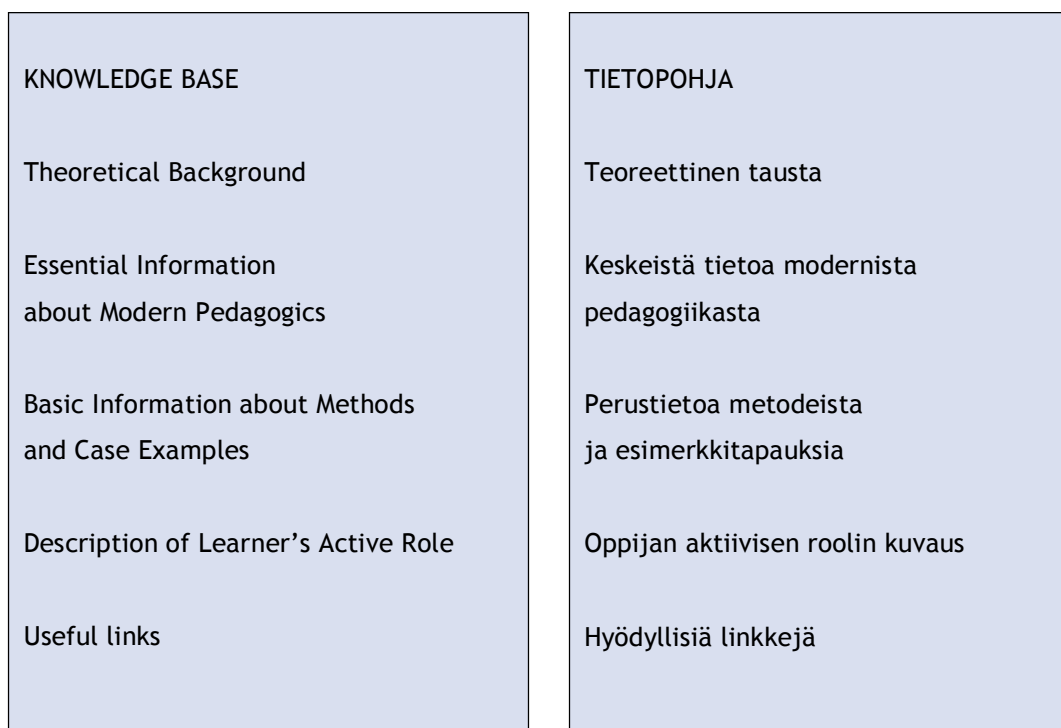 KNOWLEDGE BASE
Theoretical Background
Essential Information
about Modern Pedagogics
Basic Information about Methods
and Case Examples
Description of Learner’s Active Role
Useful links
TIETOPOHJA
Teoreettinen tausta
Keskeistä tietoa modernista
pedagogiikasta
Perustietoa metodeista
ja esimerkkitapauksia
Oppijan aktiivisen roolin kuvaus
Hyödyllisiä linkkejä